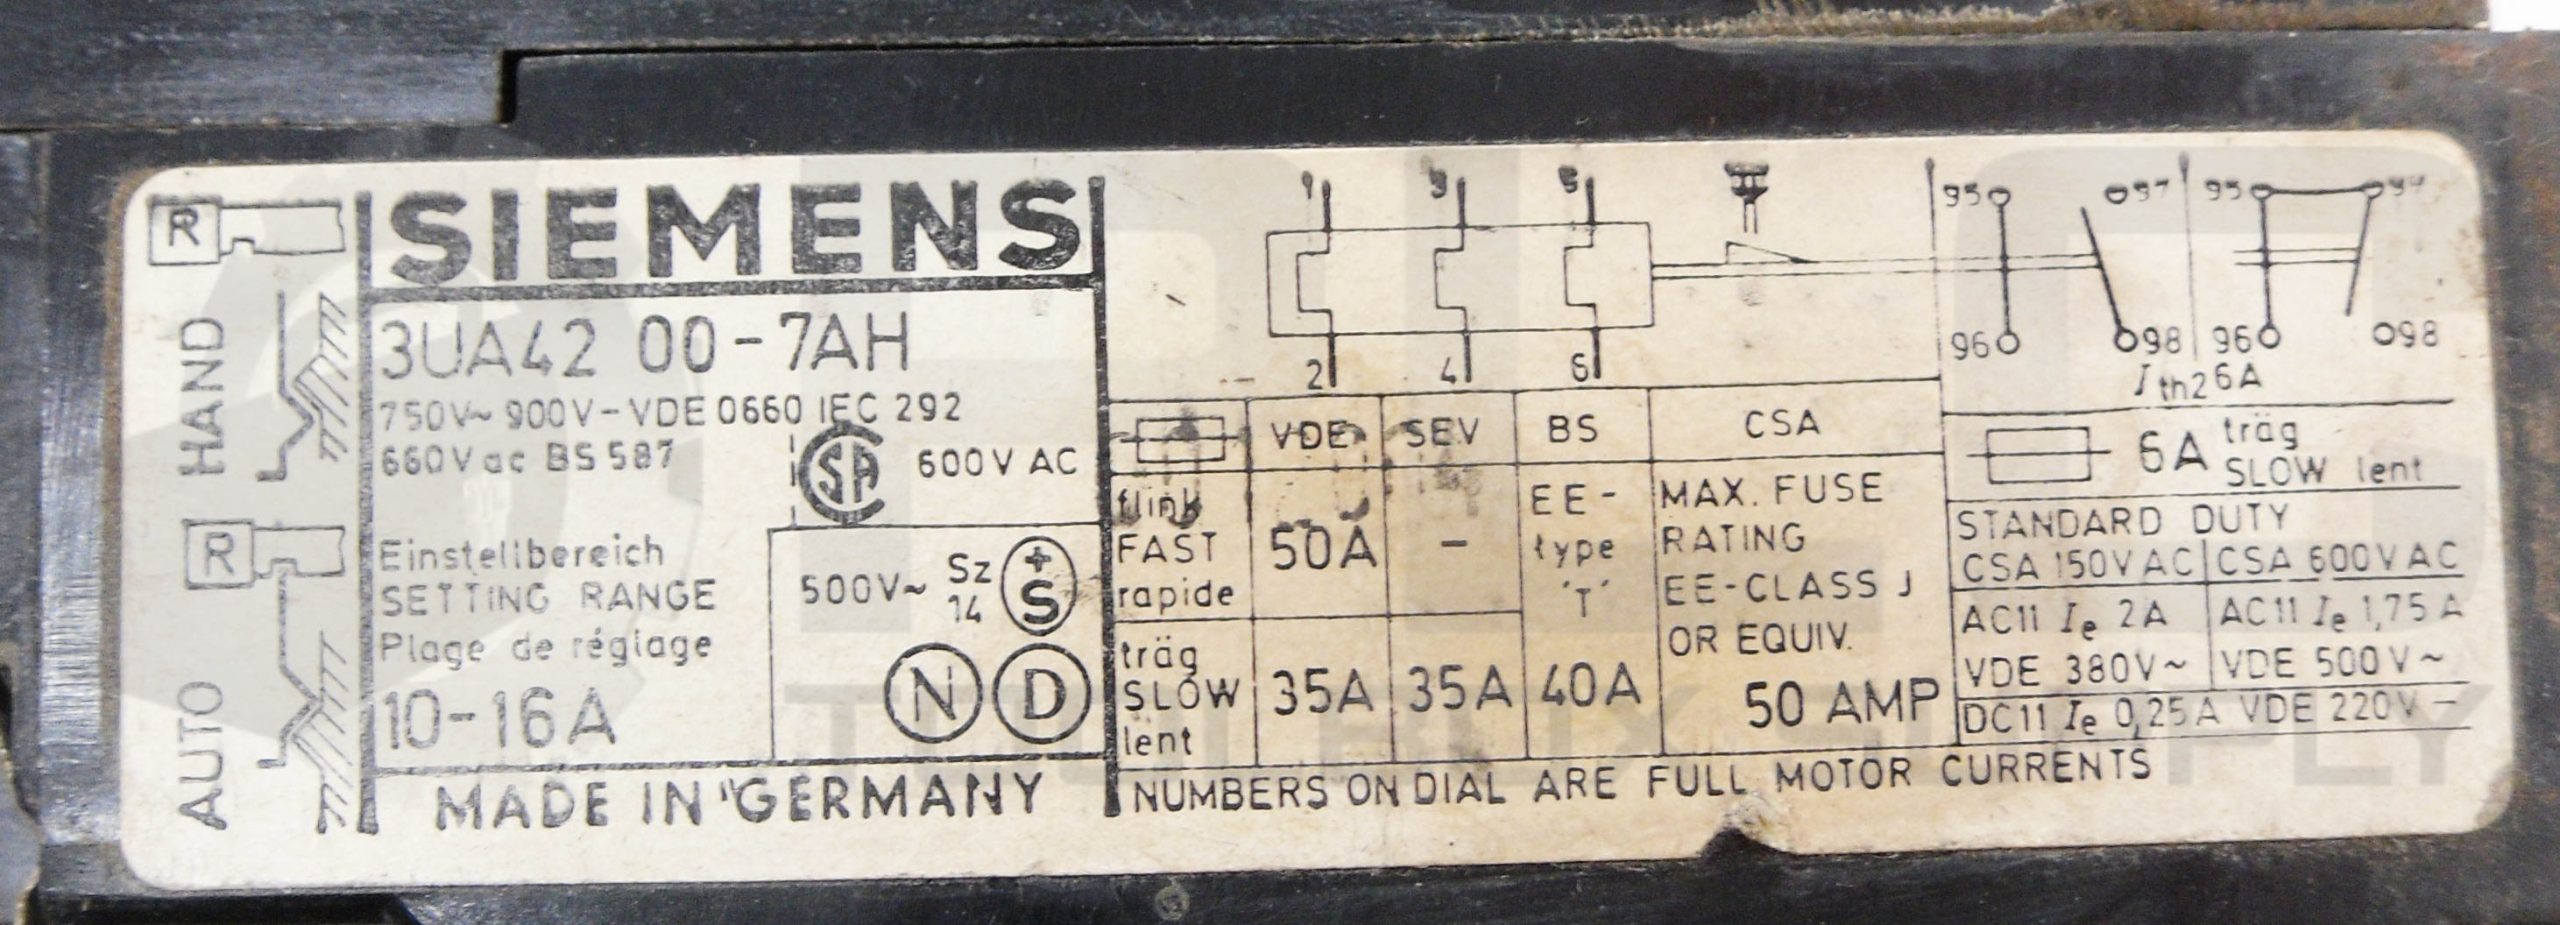 R
HAND
R
AUTO
SIEMENS
3UA42 00-7AH
750V~ 900V- VDE 0660 IEC 292
660V ac BS 587
CSA 600V AC
Einstellbereich
SETTING RANGE
Plage de réglage
10-16A
500V~ Sz 14 +S
N D
MADE IN GERMANY
1 3 5
2 4 6
95 97 95
96 98 96 98
Ith2 6A
VDE SEV BS CSA
flink
FAST
rapide
50A -
träg
SLOW
lent
35A 35A
EE-
type
'T'
40A
MAX. FUSE
RATING
EE-CLASS J
OR EQUIV.
50 AMP
6A träg
SLOW lent
STANDARD DUTY
CSA 150V AC CSA 600V AC
AC11 Ie 2A AC11 Ie 1,75 A
VDE 380V~ VDE 500V~
DC11 Ie 0,25A VDE 220V -
NUMBERS ON DIAL ARE FULL MOTOR CURRENTS